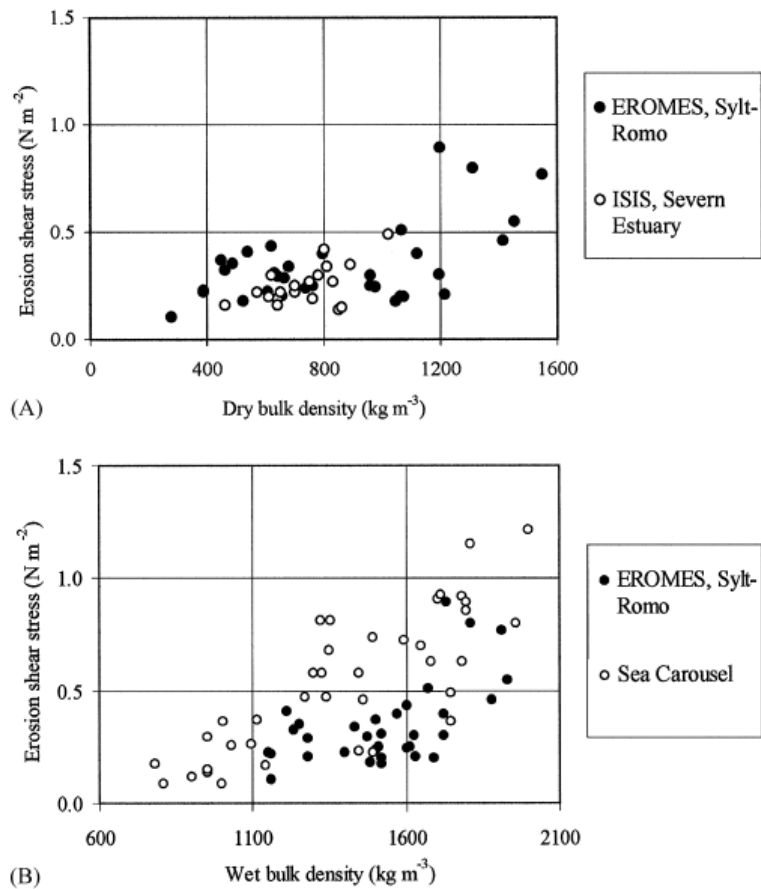 1.5
1.0
0.5
0.0
Erosion shear stress (N m⁻²)
0 400 800 1200 1600
Dry bulk density (kg m⁻³)
(A)
EROMES, Sylt-
Romo
ISIS, Severn
Estuary
1.5
1.0
0.5
0.0
Erosion shear stress (N m⁻²)
600 1100 1600 2100
Wet bulk density (kg m⁻³)
(B)
EROMES, Sylt-
Romo
Sea Carousel